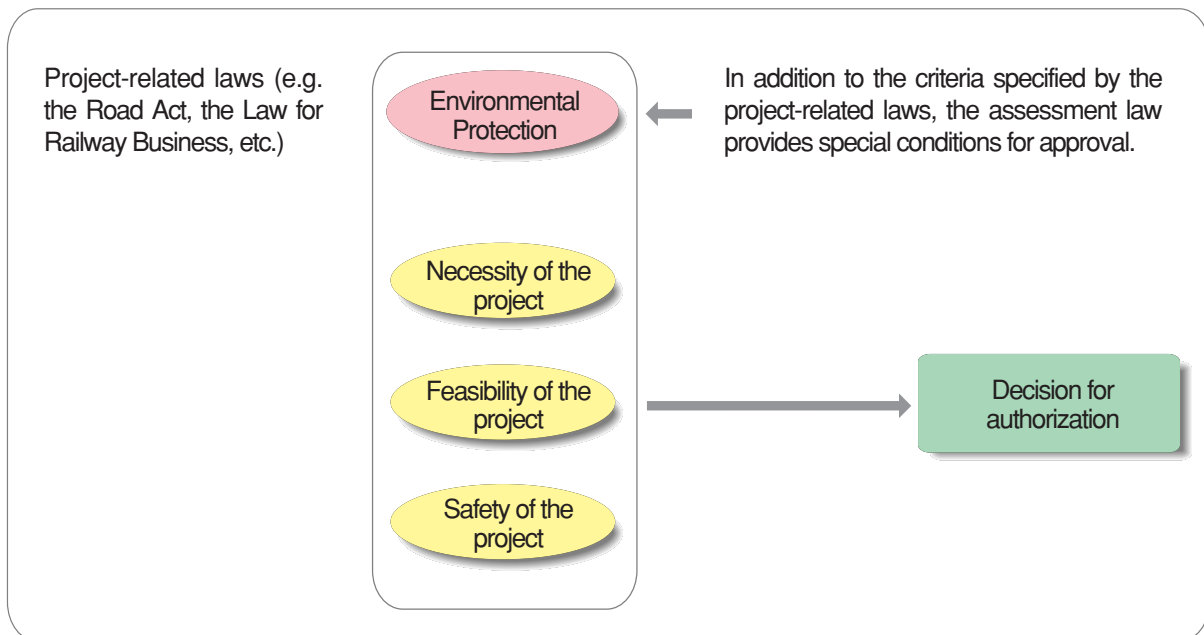 Project-related laws (e.g.
the Road Act, the Law for
Railway Business, etc.)
Environmental
Protection
In addition to the criteria specified by the
project-related laws, the assessment law
provides special conditions for approval.
Necessity of the
project
Feasibility of the
project
Decision for
authorization
Safety of the
project